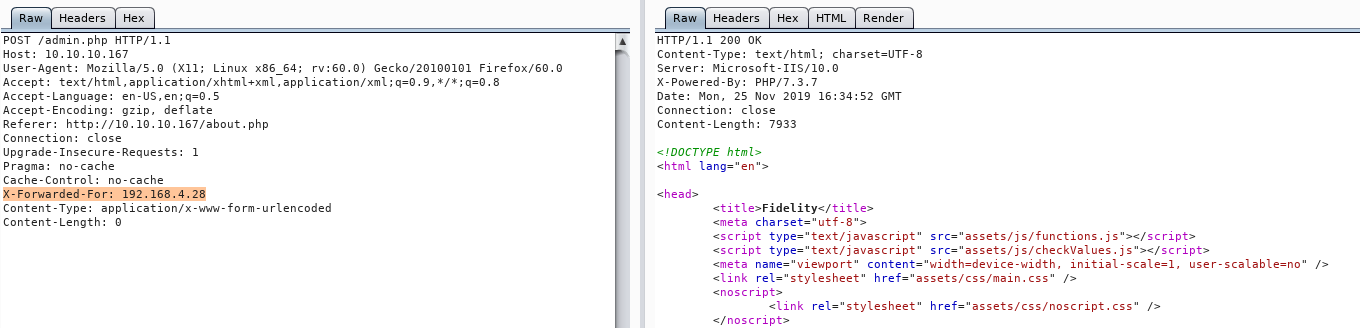 Raw Headers Hex
POST /admin.php HTTP/1.1
Host: 10.10.10.167
User-Agent: Mozilla/5.0 (X11; Linux x86_64; rv:60.0) Gecko/20100101 Firefox/60.0
Accept: text/html,application/xhtml+xml,application/xml;q=0.9,*/*;q=0.8
Accept-Language: en-US,en;q=0.5
Accept-Encoding: gzip, deflate
Referer: http://10.10.10.167/about.php
Connection: close
Upgrade-Insecure-Requests: 1
Pragma: no-cache
Cache-Control: no-cache
X-Forwarded-For: 192.168.4.28
Content-Type: application/x-www-form-urlencoded
Content-Length: 0
Raw Headers Hex HTML Render
HTTP/1.1 200 OK
Content-Type: text/html; charset=UTF-8
Server: Microsoft-IIS/10.0
X-Powered-By: PHP/7.3.7
Date: Mon, 25 Nov 2019 16:34:52 GMT
Connection: close
Content-Length: 7933
<!DOCTYPE html>
<html lang="en">
<head>
<title>Fidelity</title>
<meta charset="utf-8">
<script type="text/javascript" src="assets/js/functions.js"></script>
<script type="text/javascript" src="assets/js/checkValues.js"></script>
<meta name="viewport" content="width=device-width, initial-scale=1, user-scalable=no" />
<link rel="stylesheet" href="assets/css/main.css" />
<noscript>
<link rel="stylesheet" href="assets/css/noscript.css" />
</noscript>